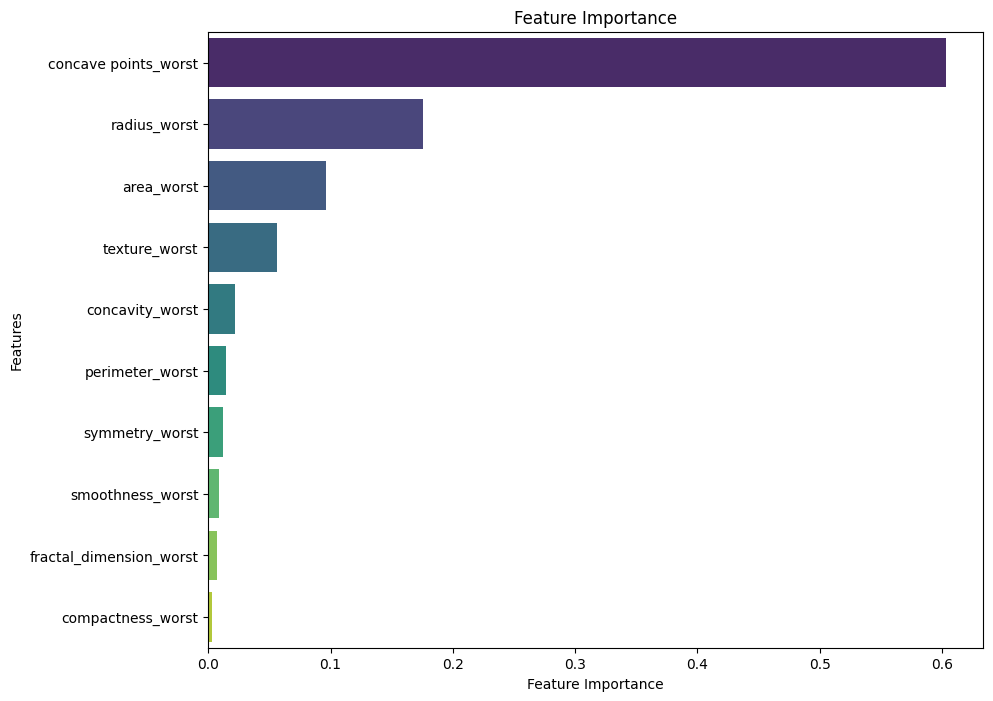 Feature Importance
Features
concave points_worst
radius_worst
area_worst
texture_worst
concavity_worst
perimeter_worst
symmetry_worst
smoothness_worst
fractal_dimension_worst
compactness_worst
0.0 0.1 0.2 0.3 0.4 0.5 0.6
Feature Importance